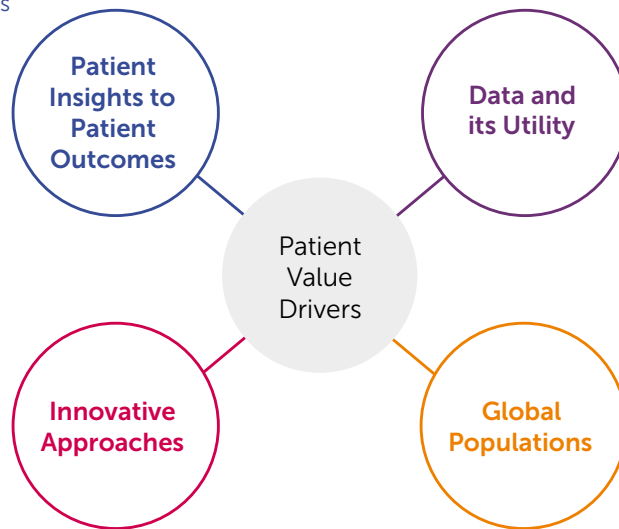 s
Patient
Insights to
Patient
Outcomes
Data and
its Utility
Patient
Value
Drivers
Innovative
Approaches
Global
Populations